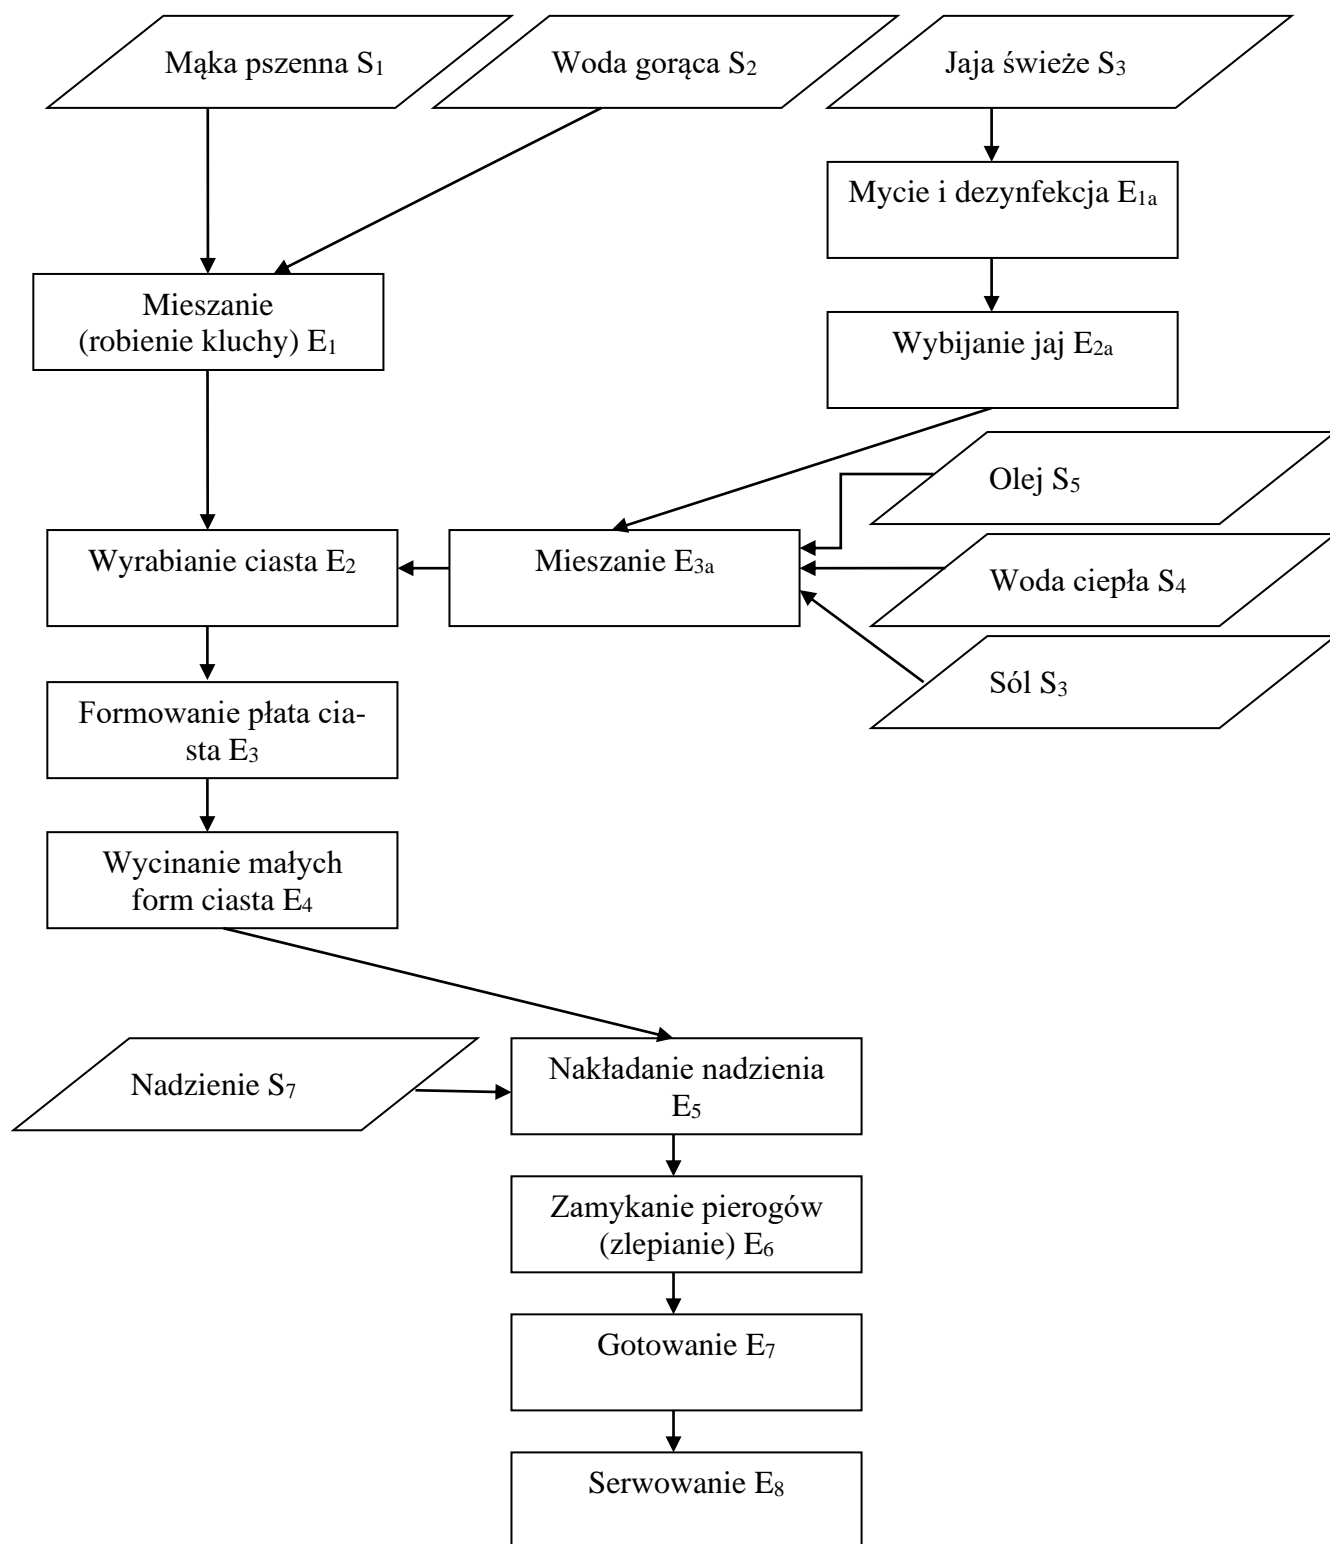 Mąka pszenna S₁
Woda gorąca S₂
Jaja świeże S₃
Mycie i dezynfekcja E₁ₐ
Mieszanie
(robienie kluchy) E₁
Wybijanie jaj E₂ₐ
Olej S₅
Wyrabianie ciasta E₂
Mieszanie E₃ₐ
Woda ciepła S₄
Sól S₃
Formowanie płata cia-
sta E₃
Wycinanie małych
form ciasta E₄
Nadzienie S₇
Nakładanie nadzienia
E₅
Zamykanie pierogów
(zlepianie) E₆
Gotowanie E₇
Serwowanie E₈